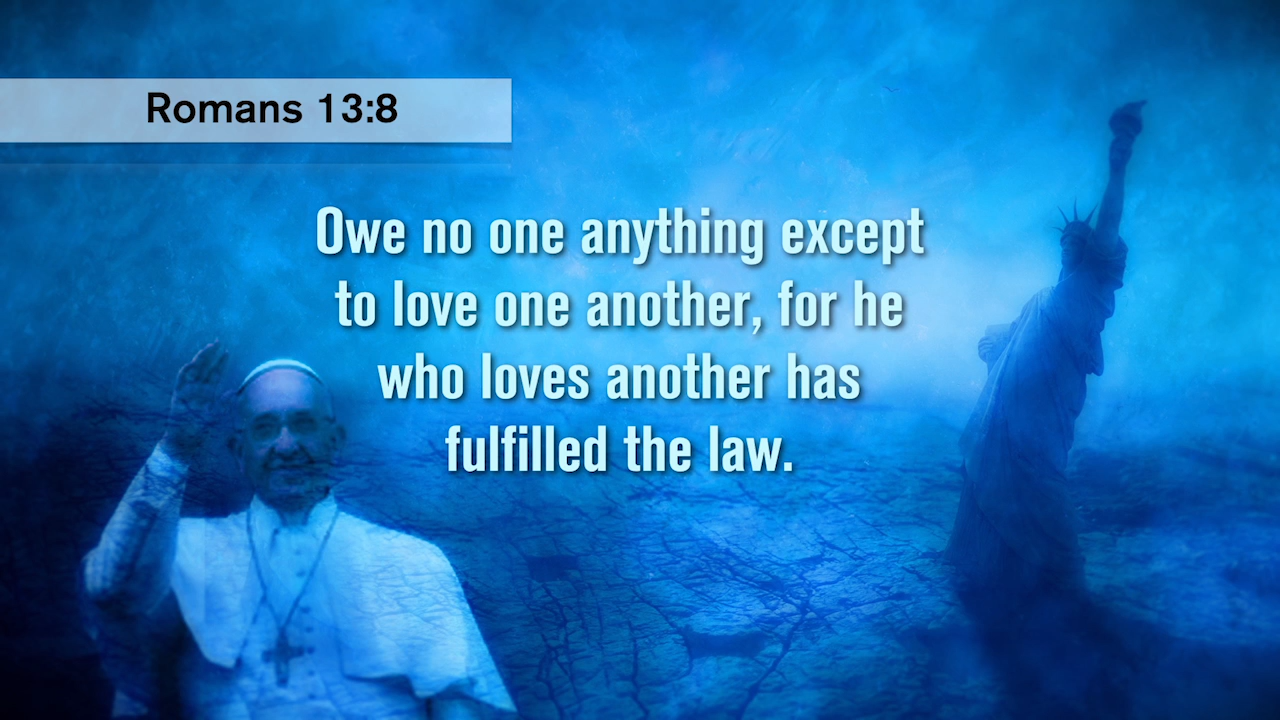 Romans 13:8
Owe no one anything except
to love one another, for he
who loves another has
fulfilled the law.